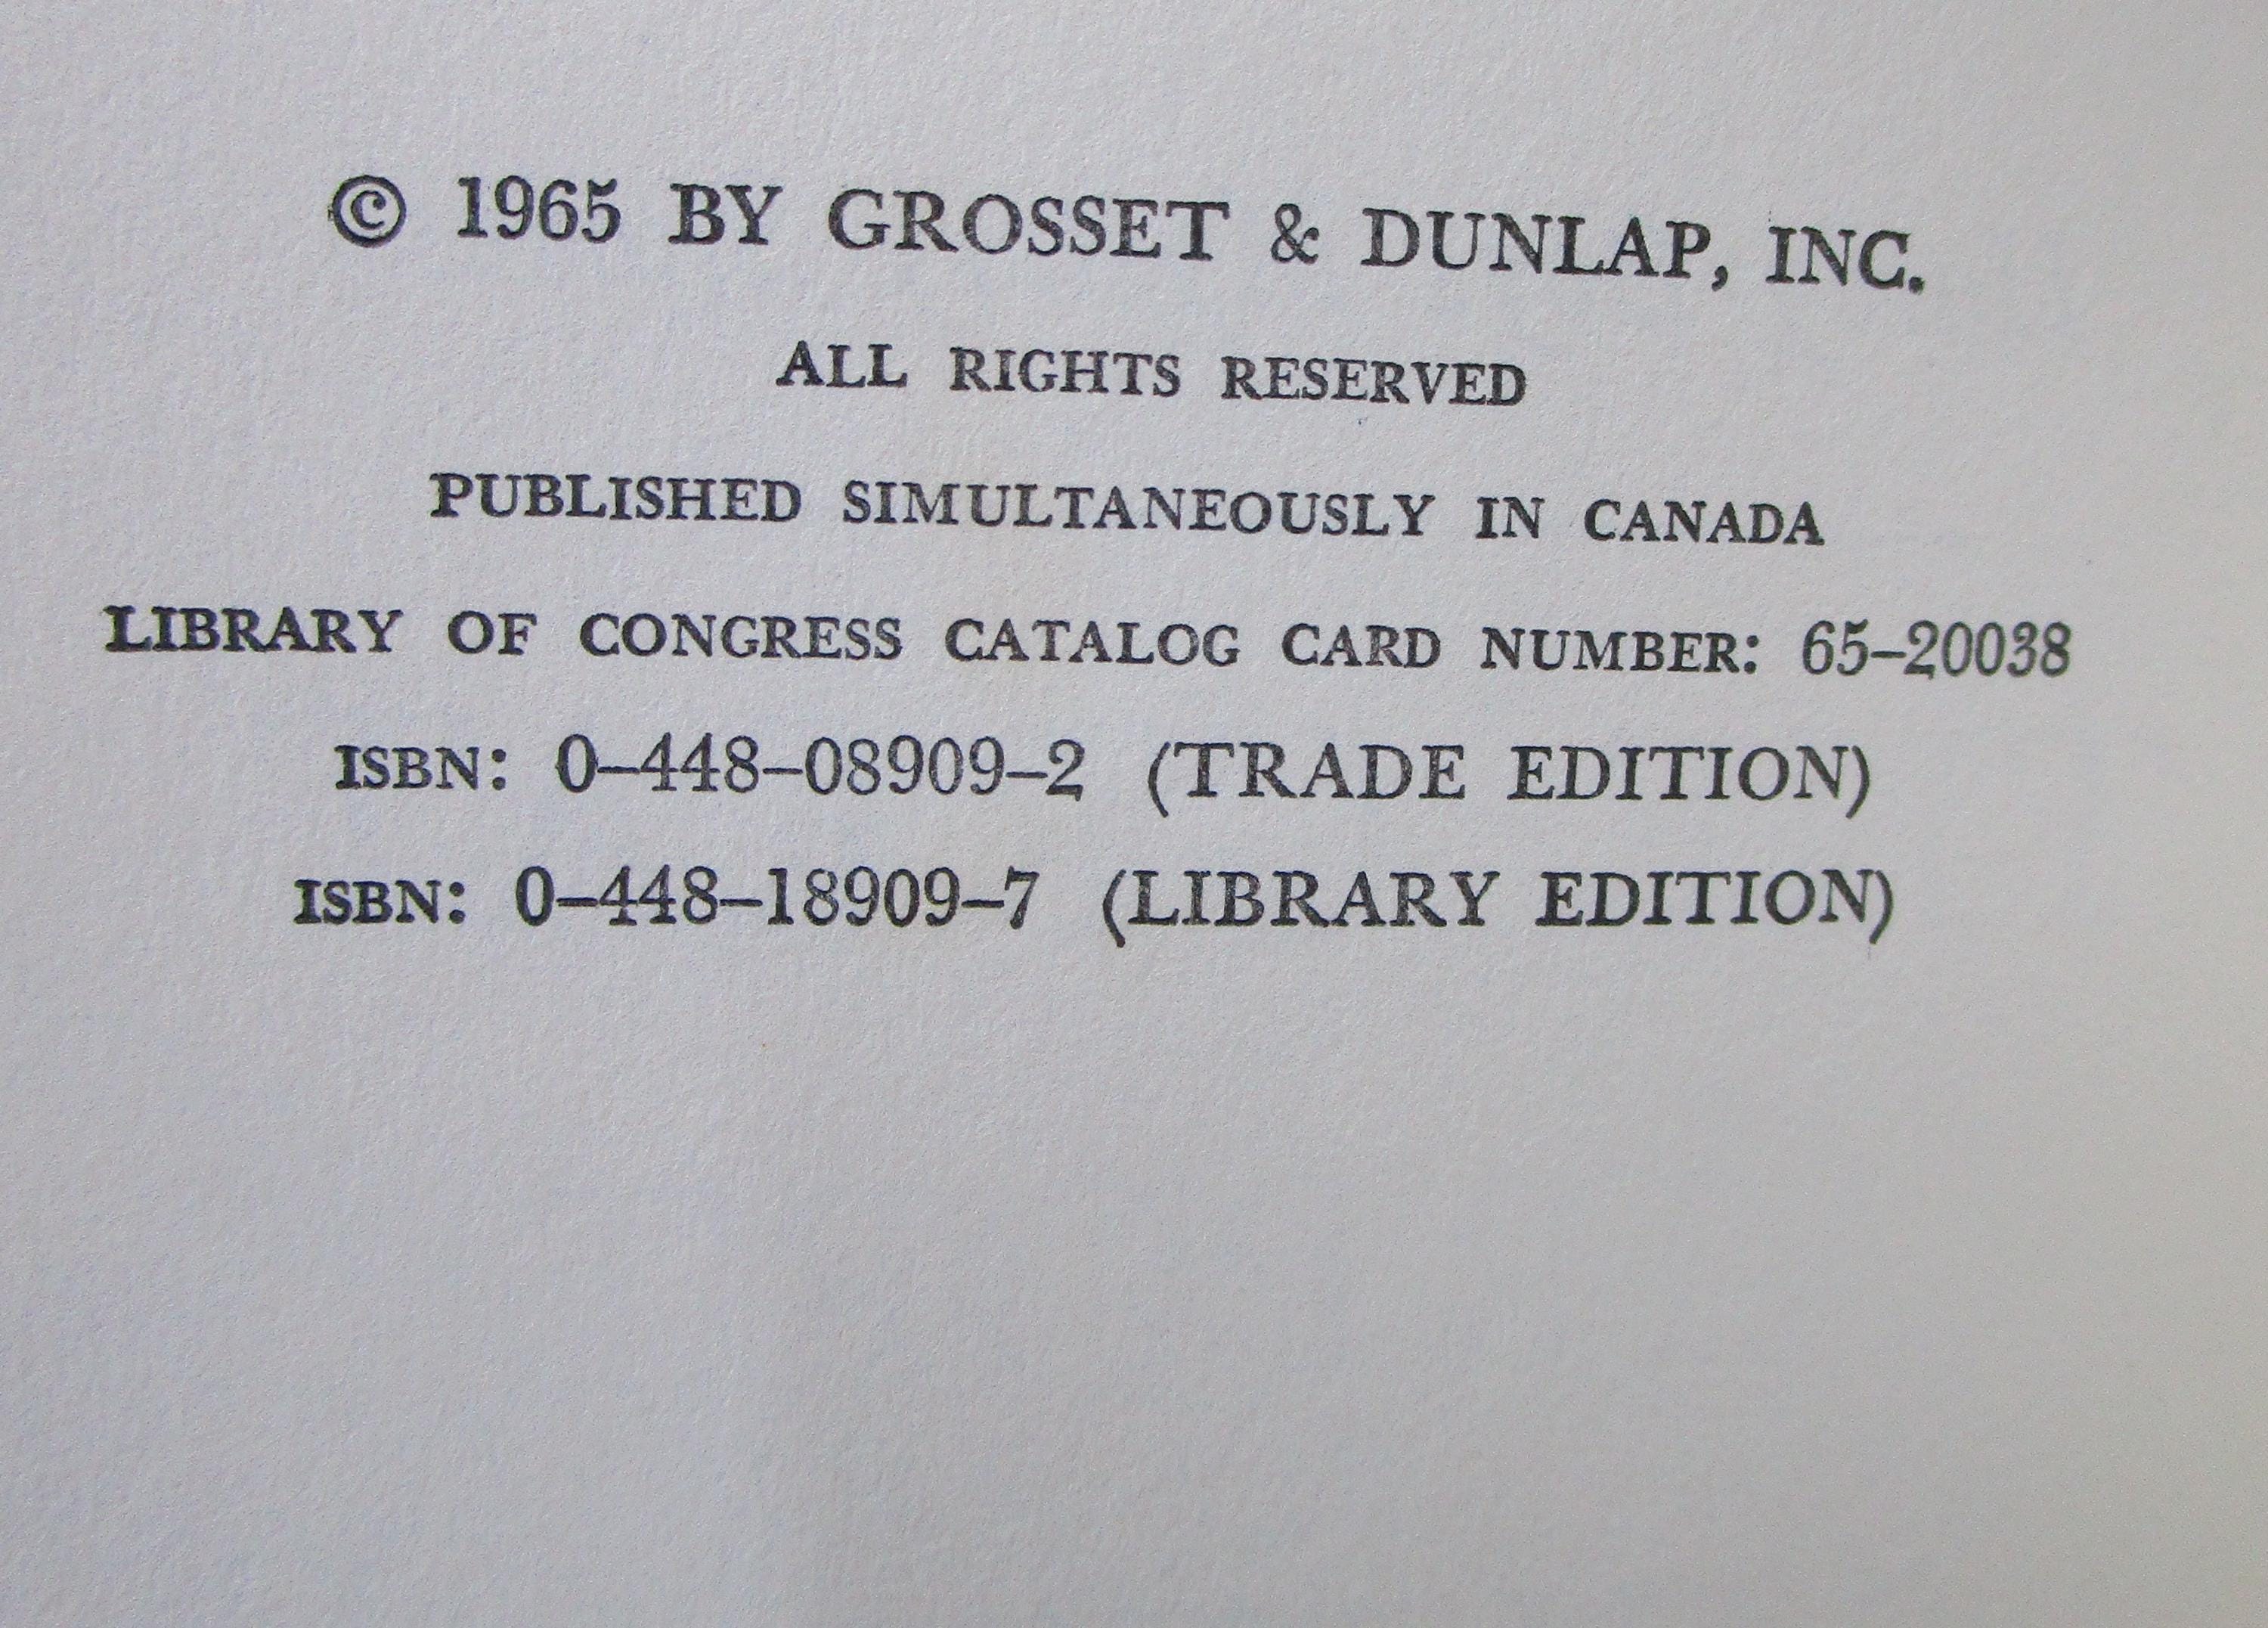 © 1965 BY GROSSET & DUNLAP, INC.
ALL RIGHTS RESERVED
PUBLISHED SIMULTANEOUSLY IN CANADA
LIBRARY OF CONGRESS CATALOG CARD NUMBER: 65–20038
ISBN: 0–448–08909–2 (TRADE EDITION)
ISBN: 0–448–18909–7 (LIBRARY EDITION)